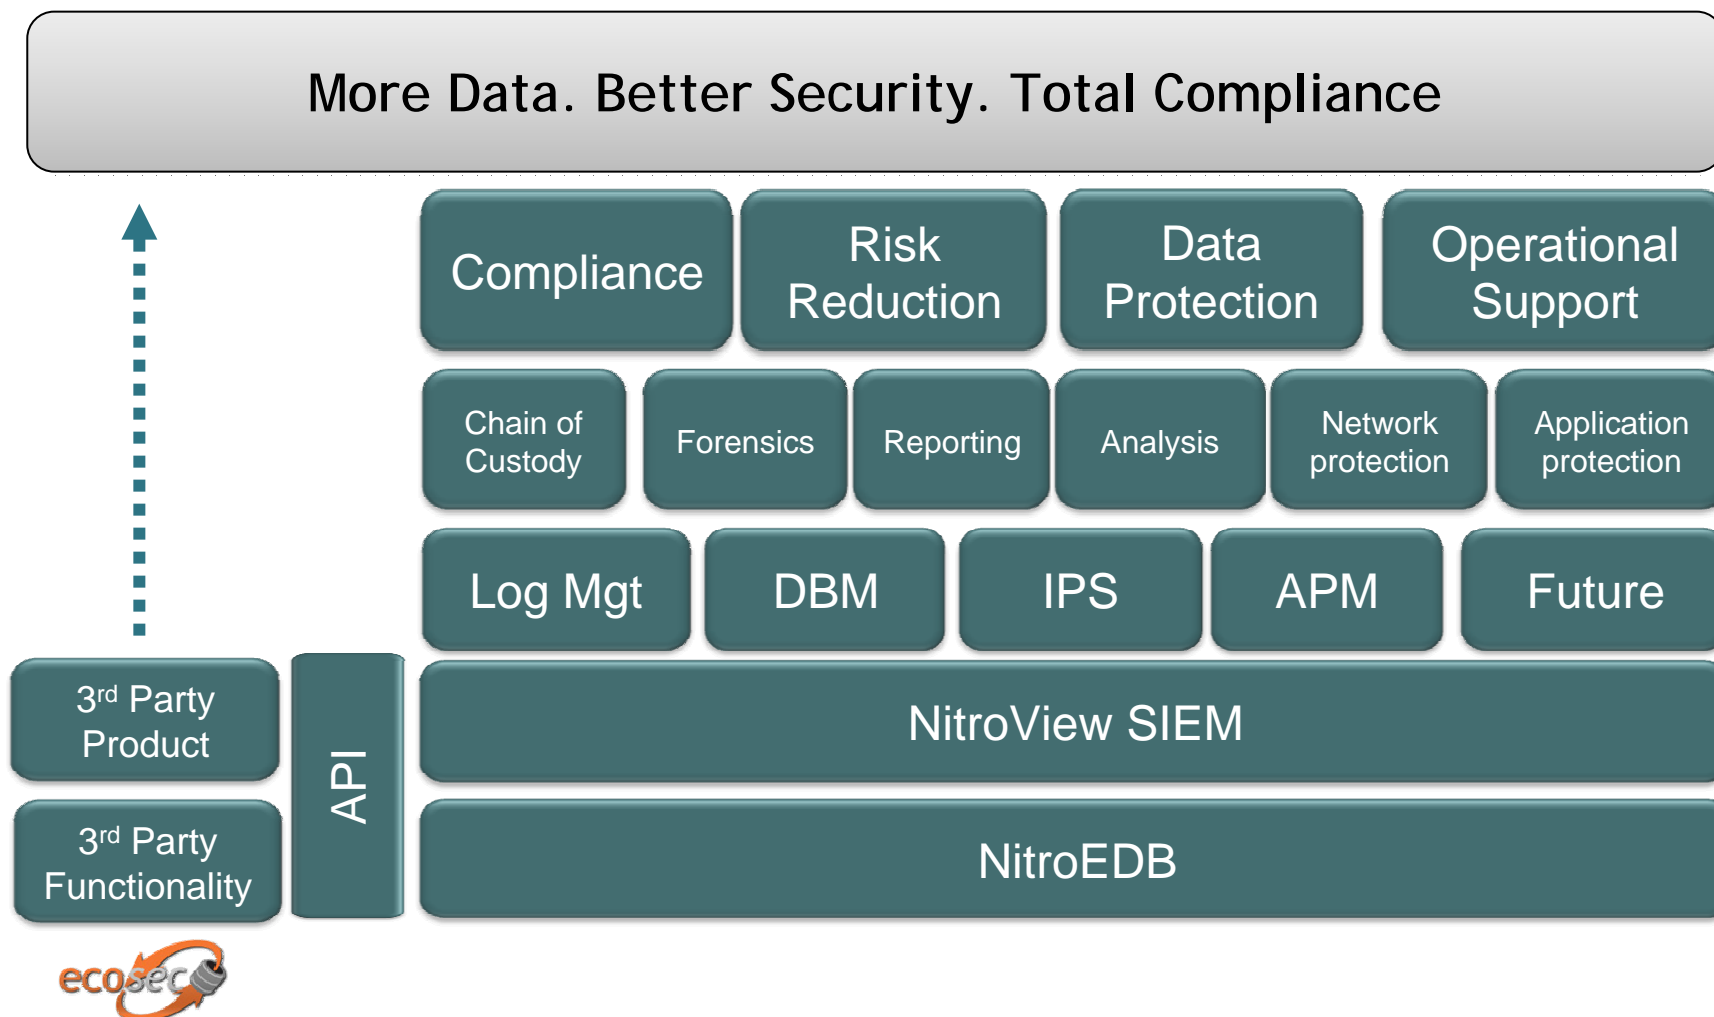 More Data. Better Security. Total Compliance
Compliance
Risk
Reduction
Data
Protection
Operational
Support
Chain of
Custody
Forensics
Reporting
Analysis
Network
protection
Application
protection
Log Mgt
DBM
IPS
APM
Future
3rd Party
Product
API
NitroView SIEM
3rd Party
Functionality
NitroEDB
ecosec